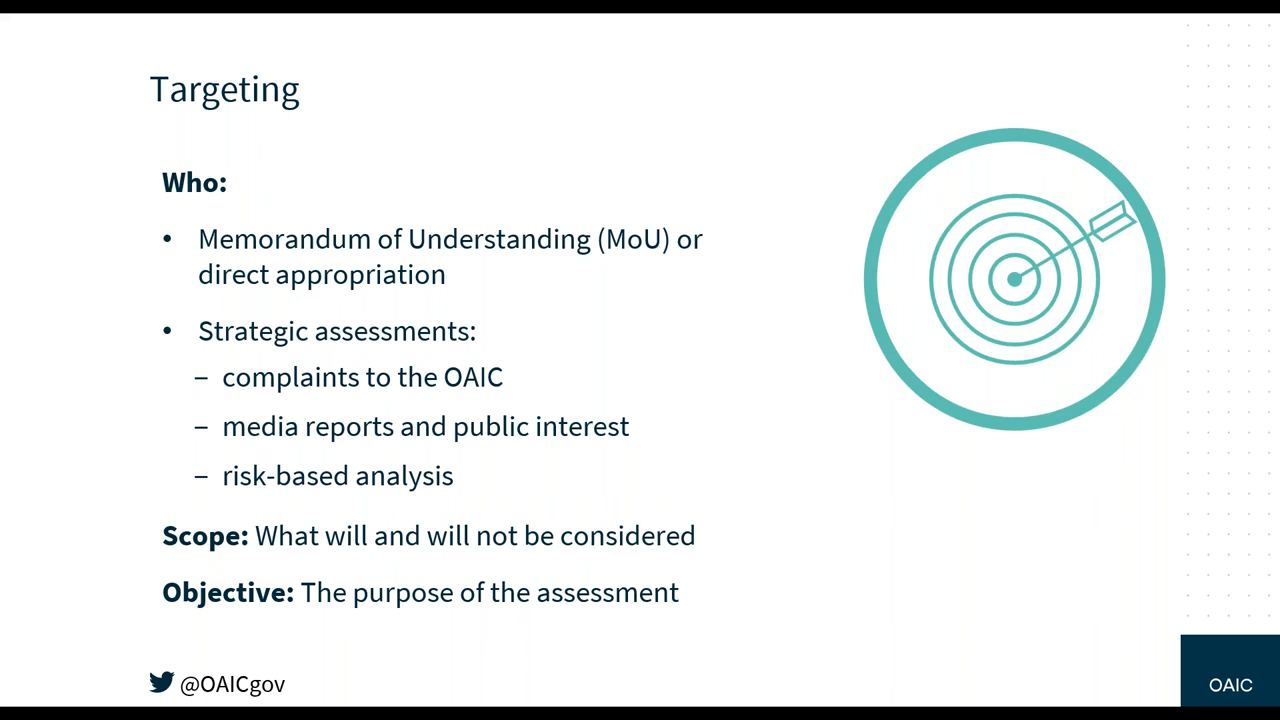 Targeting
Who:
• Memorandum of Understanding (MoU) or
direct appropriation
• Strategic assessments:
– complaints to the OAIC
– media reports and public interest
– risk-based analysis
Scope: What will and will not be considered
Objective: The purpose of the assessment
@OAICgov
OAIC